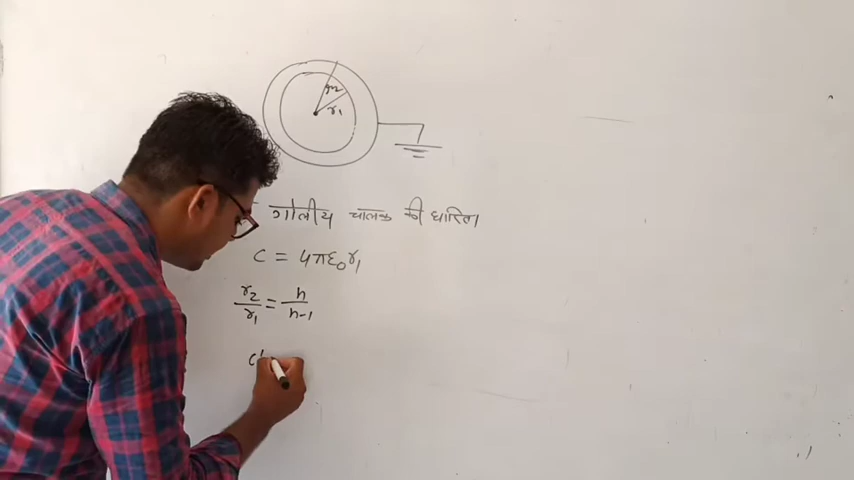 r2
r1
गोलीय चालक की धारिता
C = 4πε0r1
r2/r1 = n/n-1
C'